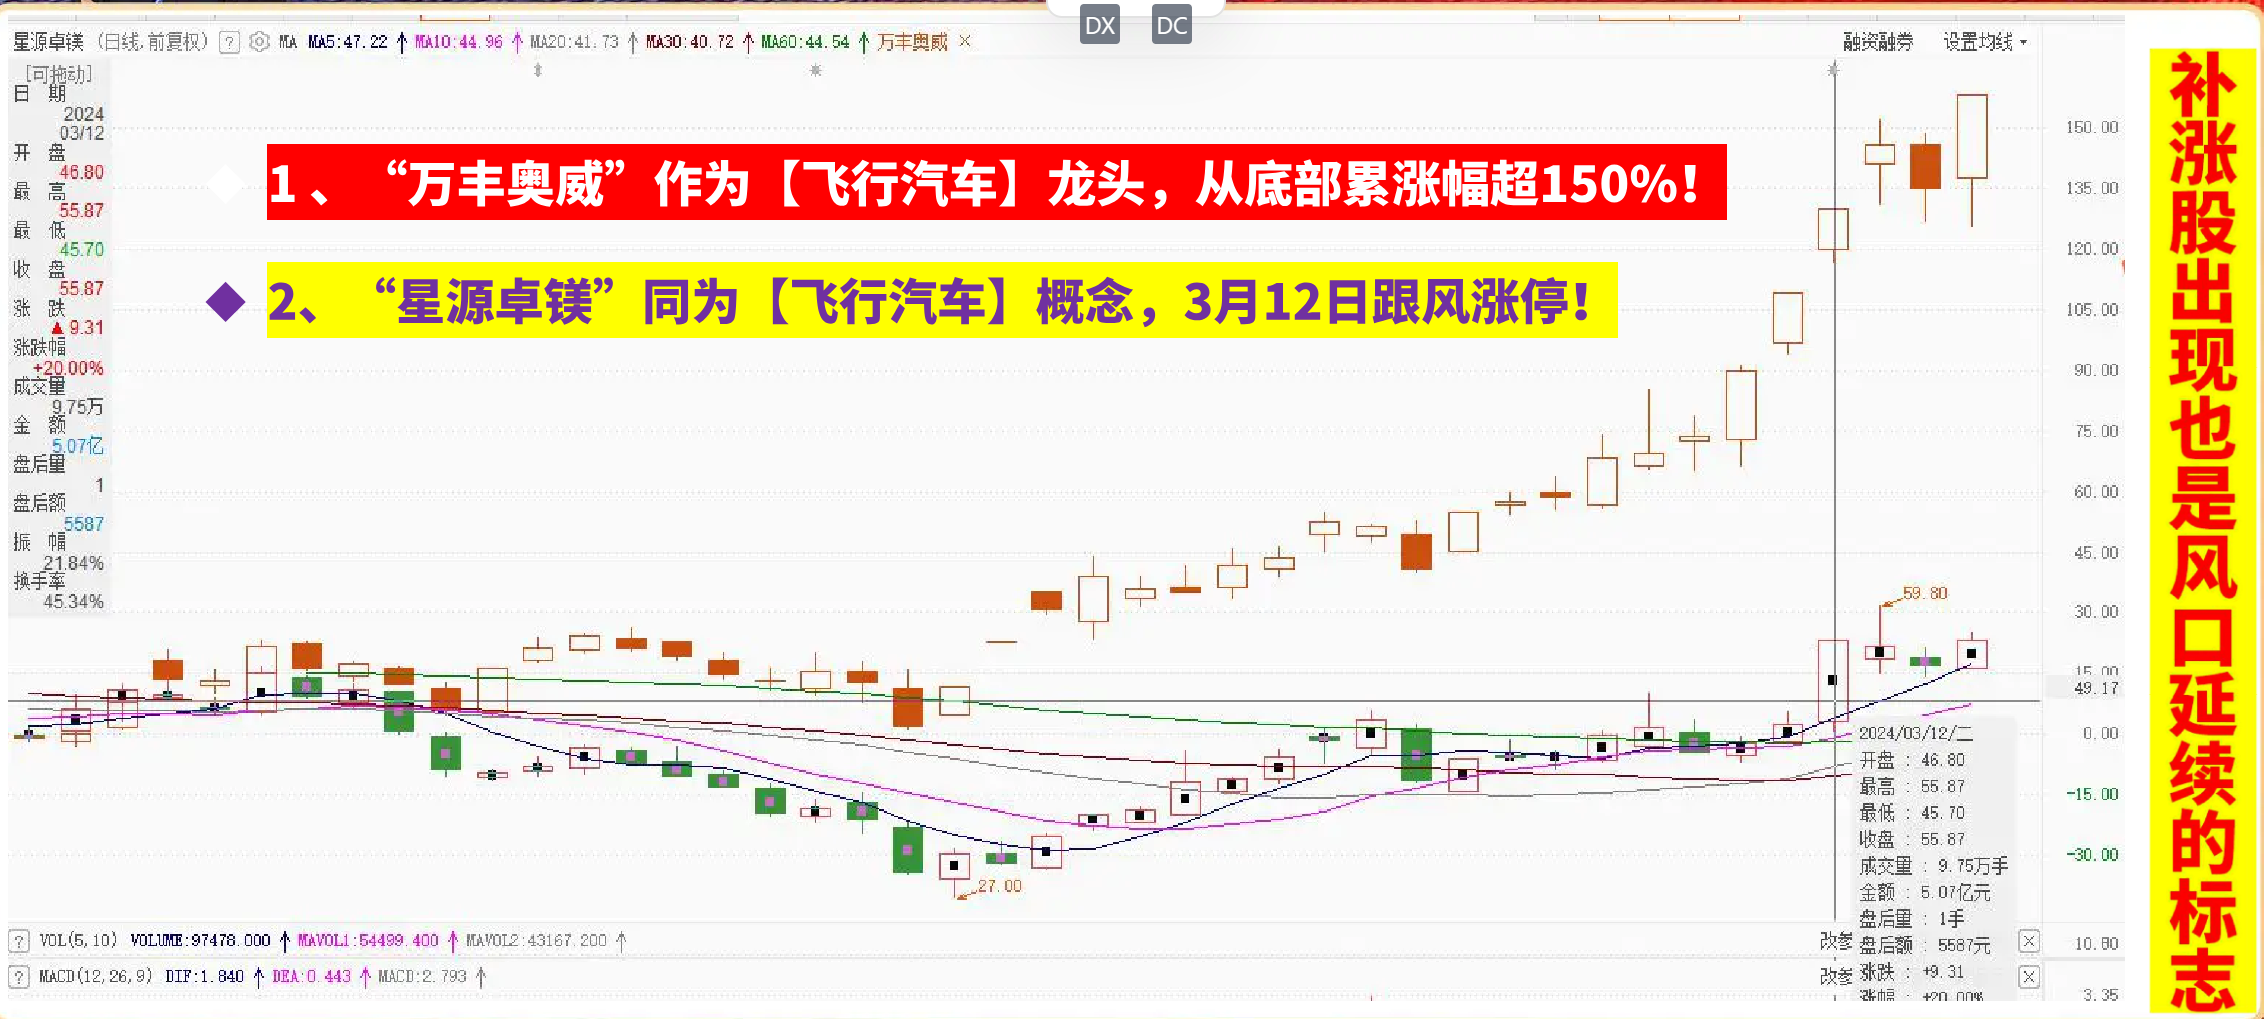 DX DC
星源卓镁 (日线,前复权) ? MA MA5:47.22 MA10:44.96 MA20:41.73 MA30:40.72 MA60:44.54 万丰奥威 ×
融资融券 设置均线
[可拖动]
日 期
2024
03/12
开 盘
46.80
最 高
55.87
最 低
45.70
收 盘
55.87
涨 跌
▲9.31
涨跌幅
+20.00%
成交量
9.75万
金 额
5.07亿
盘后量
1
盘后额
5587
振 幅
21.84%
换手率
45.34%
1、“万丰奥威”作为【飞行汽车】龙头，从底部累涨幅超150%！
2、“星源卓镁”同为【飞行汽车】概念，3月12日跟风涨停！
150.00
135.00
120.00
105.00
90.00
75.00
60.00
45.00
30.00
15.00
49.17
0.00
-15.00
-30.00
59.80
27.00
2024/03/12/二
开盘 : 46.80
最高 : 55.87
最低 : 45.70
收盘 : 55.87
成交量 : 9.75万手
金额 : 5.07亿元
盘后量 : 1手
盘后额 : 5587元
涨跌 : +9.31
涨幅 : +20.00%
? VOL(5,10) VOLUME:97478.000 MAVOL1:54499.400 MAVOL2:43167.200
改参 ×
10.80
? MACD(12,26,9) DIF:1.840 DEA:0.443 MACD:2.793
改参 ×
3.35
补涨股出现也是风口延续的标志